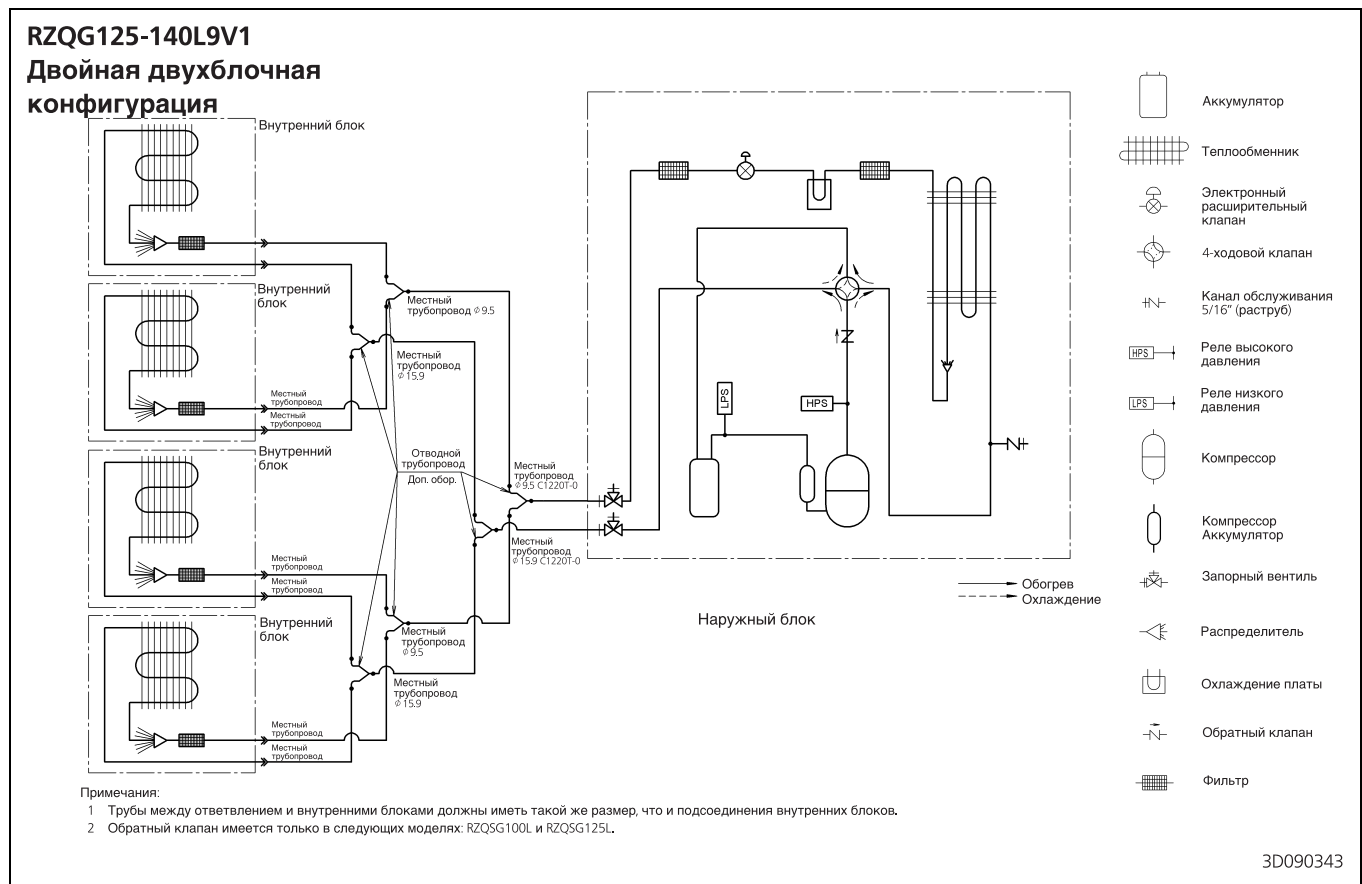 RZQG125-140L9V1
Двойная двухблочная
конфигурация
Внутренний блок
Внутренний
блок
Местный
трубопровод
Местный
трубопровод
Внутренний
блок
Местный
трубопровод
Местный
трубопровод
Внутренний
блок
Местный
трубопровод
Местный
трубопровод
Местный
трубопровод ϕ 9.5
Местный
трубопровод
ϕ 15.9
Отводной
трубопровод
Доп. обор.
Местный
трубопровод
ϕ 9.5 C1220T-0
Местный
трубопровод
ϕ 15.9 C1220T-0
Местный
трубопровод
ϕ 9.5
Местный
трубопровод
ϕ 15.9
LPS
HPS
Наружный блок
Обогрев
Охлаждение
Аккумулятор
Теплообменник
Электронный
расширительный
клапан
4-ходовой клапан
Канал обслуживания
5/16" (раструб)
HPS
Реле высокого
давления
LPS
Реле низкого
давления
Компрессор
Компрессор
Аккумулятор
Запорный вентиль
Распределитель
Охлаждение платы
Обратный клапан
Фильтр
Примечания:
1 Трубы между ответвлением и внутренними блоками должны иметь такой же размер, что и подсоединения внутренних блоков.
2 Обратный клапан имеется только в следующих моделях: RZQSG100L и RZQSG125L.
3D090343